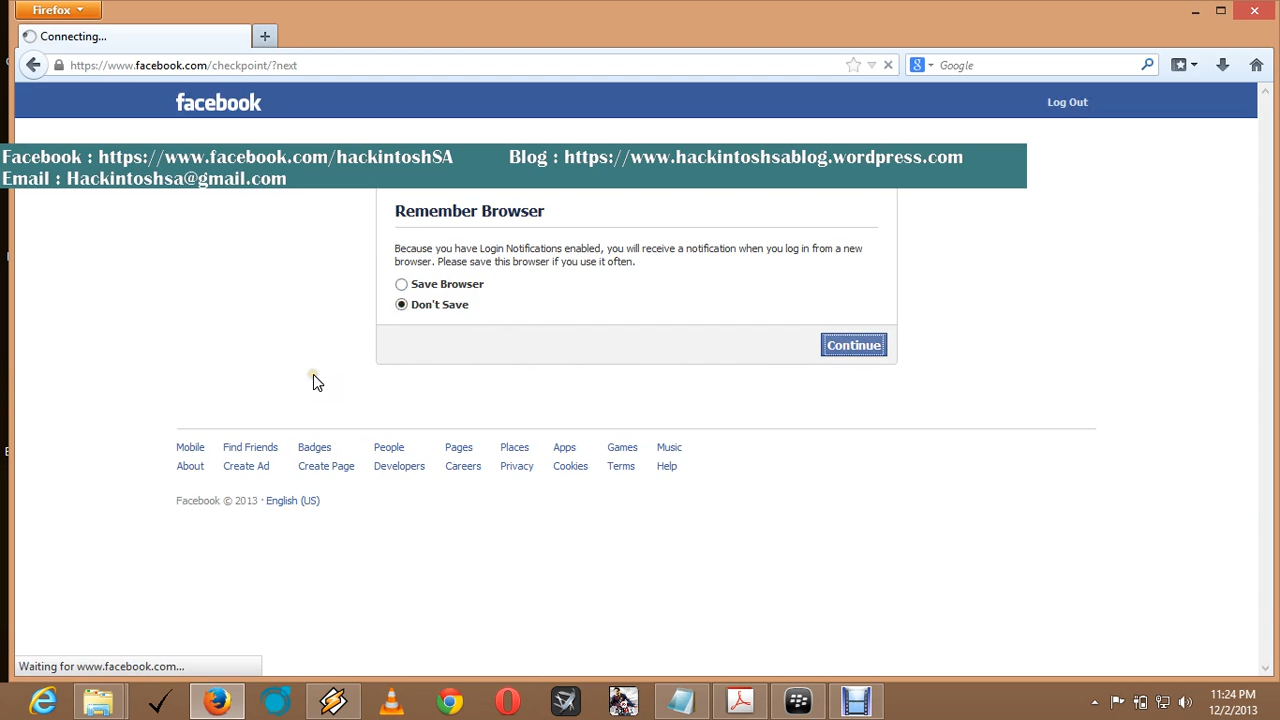 Firefox
Connecting...
https://www.facebook.com/checkpoint/?next
Google
facebook
Log Out
Facebook : https://www.facebook.com/hackintoshSA Blog : https://www.hackintoshsablog.wordpress.com
Email : Hackintoshsa@gmail.com
Remember Browser
Because you have Login Notifications enabled, you will receive a notification when you log in from a new
browser. Please save this browser if you use it often.
Save Browser
Don't Save
Continue
Mobile Find Friends Badges People Pages Places Apps Games Music
About Create Ad Create Page Developers Careers Privacy Cookies Terms Help
Facebook © 2013 · English (US)
Waiting for www.facebook.com...
11:24 PM
12/2/2013